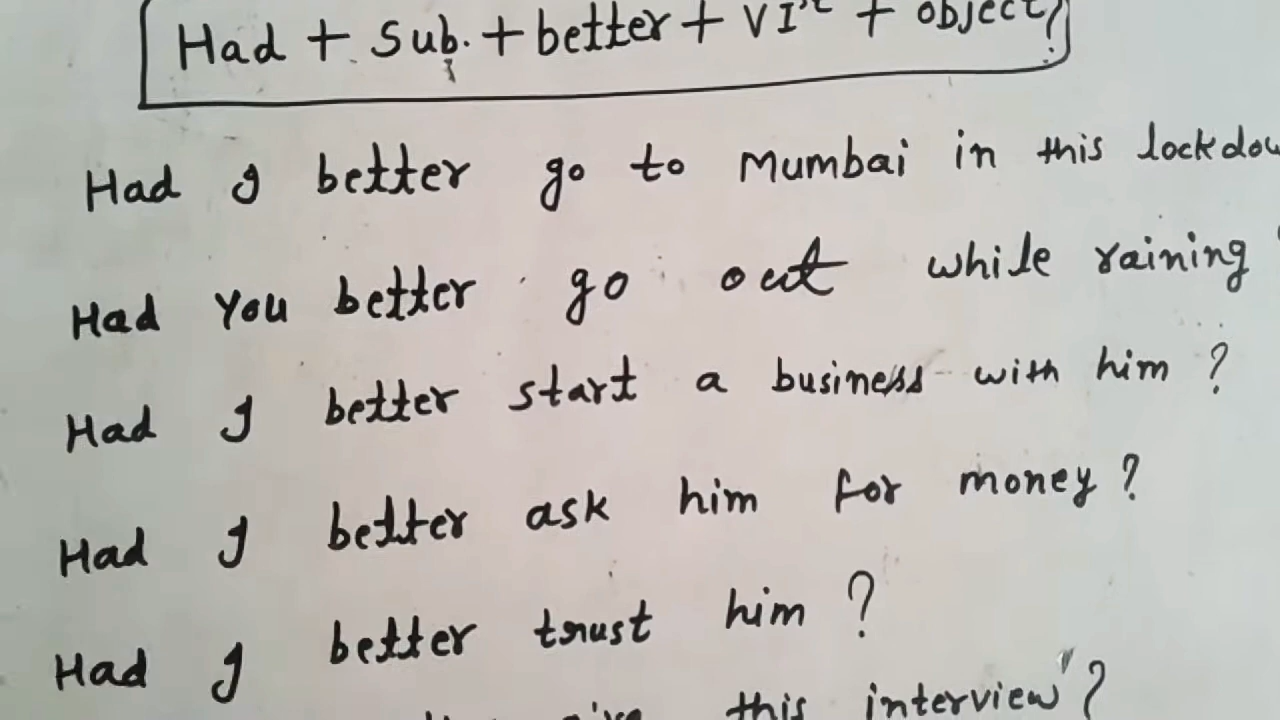 Had + Sub. + better + VIst + object?
Had I better go to Mumbai in this lockdow
Had You better go out while raining?
Had I better start a business with him ?
Had I better ask him for money ?
Had I better trust him ?
this interview ?